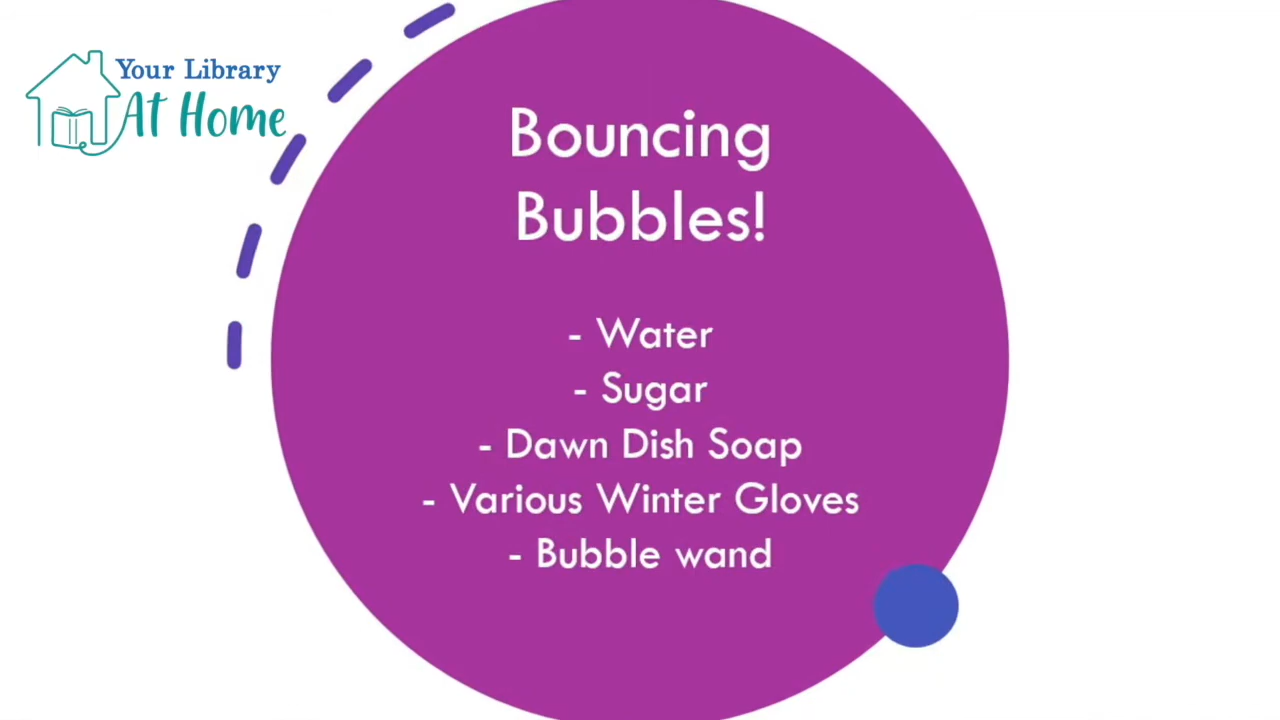 Your Library
At Home
Bouncing
Bubbles!
- Water
- Sugar
- Dawn Dish Soap
- Various Winter Gloves
- Bubble wand